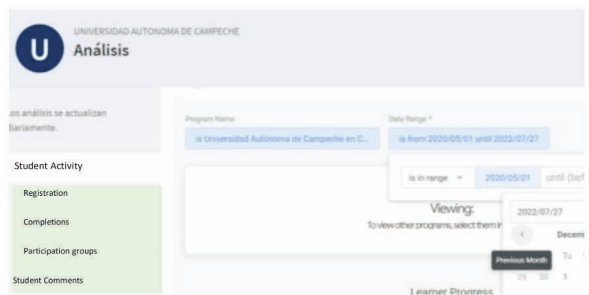 U
UNIVERSIDAD AUTONOMA DE CAMPECHE
Análisis
os análisis se actualizan
diariamente.
Student Activity
Registration
Completions
Participation groups
Student Comments
Program Name
is Universidad Autónoma de Campeche en C...
Date Range *
is from 2020/05/01 until 2022/07/27
is in range
2020/05/01
until (bef
Viewing:
To view other programs, select them ir
2022/07/27
<
Decem
Previous Month
Tu
29 30 1
Learner Progress